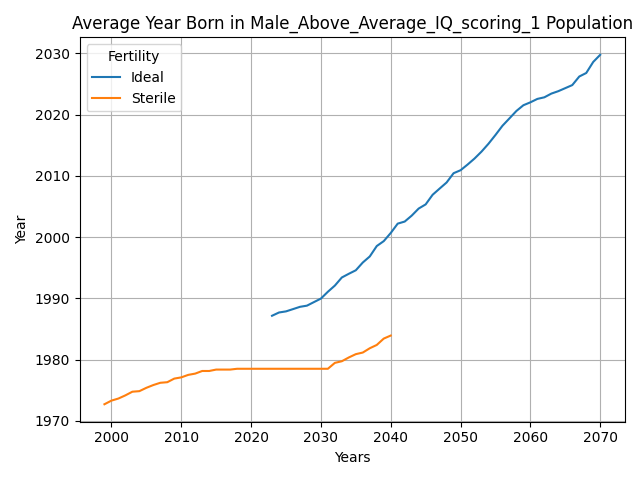 Average Year Born in Male_Above_Average_IQ_scoring_1 Population
Fertility
Ideal
Sterile
Year
2030
2020
2010
2000
1990
1980
1970
2000 2010 2020 2030 2040 2050 2060 2070
Years